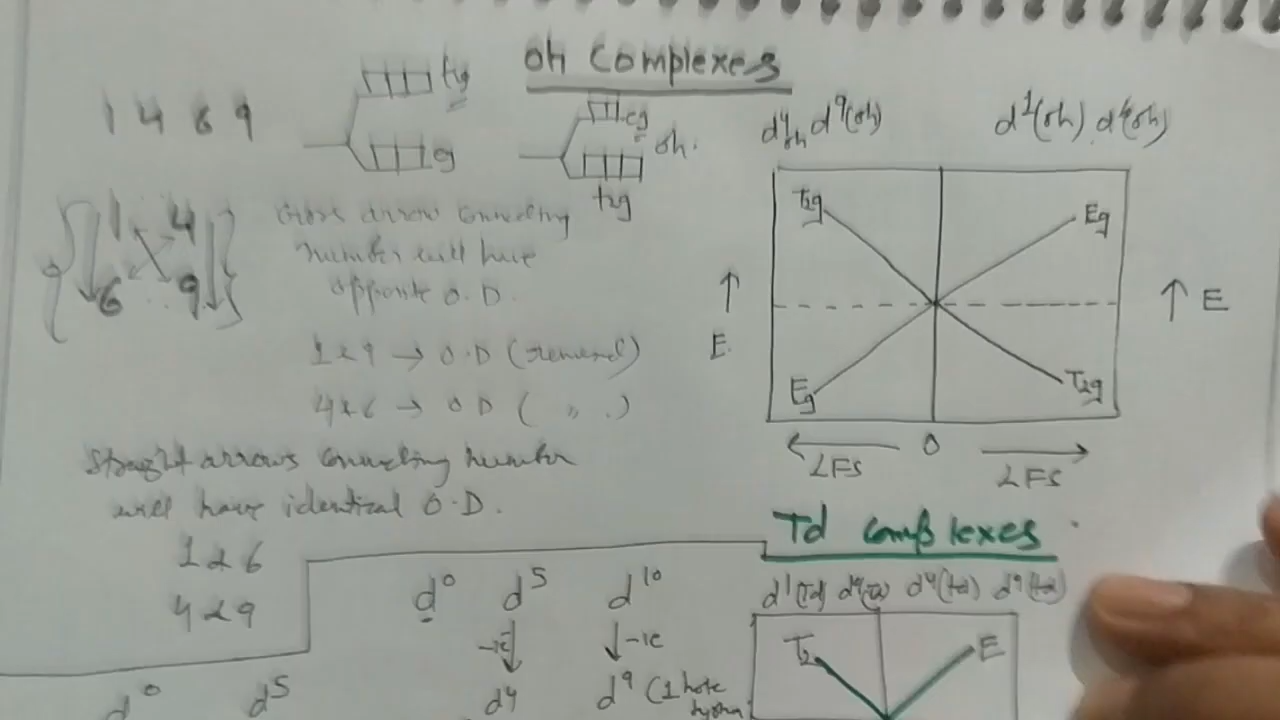 oh Complexes
1 4 6 9
t2g
eg
eg
oh.
t2g
1 4
6 9
Cross arrow connecting
number will have
opposite O.D.
1 & 9 → O.D (reversed)
4 & 6 → O D ( ,, .)
Straight arrows connecting number
will have identical O.D.
1 & 6
4 & 9
d⁴oh d⁹(oh)
d¹(oh) d⁶(oh)
T2g
Eg
↑
E.
↑ E
Eg
T2g
LFS
0
LFS
Td complexes
d⁰ d⁵ d¹⁰
-1e
-1e
d4 d⁹ (1 hole
d⁰ d⁵
d¹(Td) d⁴(td) d⁹(td)
T2
E